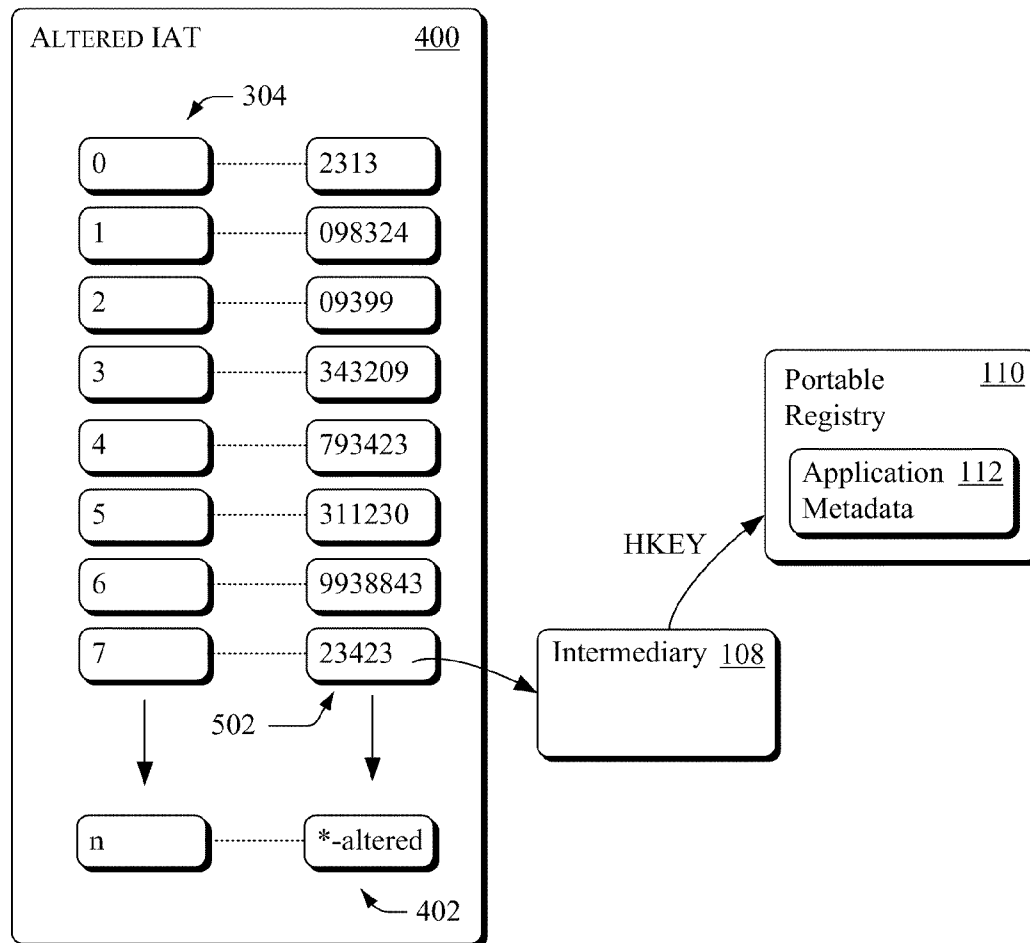 ALTERED IAT 400
304
0 2313
1 098324
2 09399
3 343209
4 793423
5 311230
6 9938843
7 23423
502
n *-altered
402
Intermediary 108
HKEY
Portable 110
Registry
Application 112
Metadada